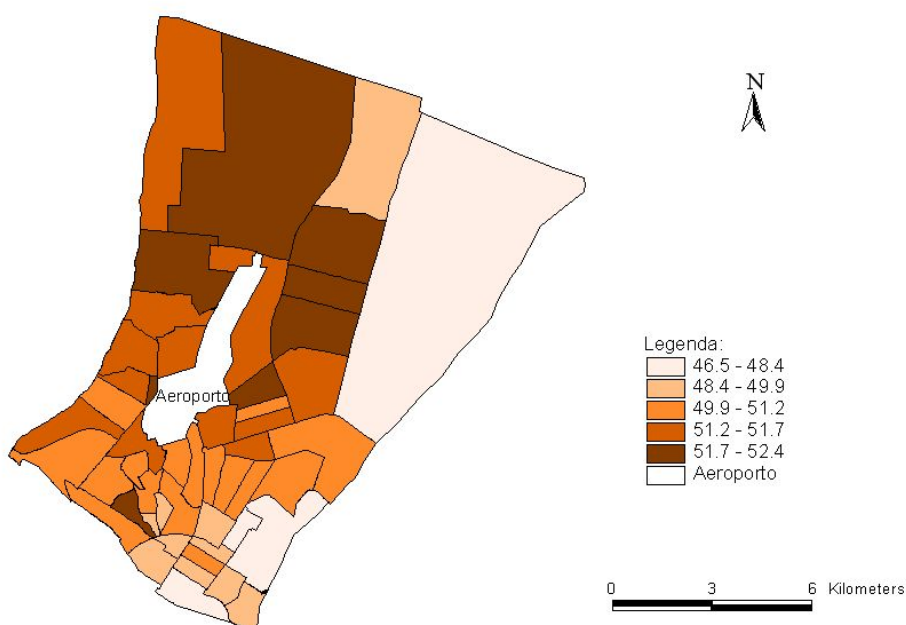 N
Aeroporto
Legenda:
46.5 - 48.4
48.4 - 49.9
49.9 - 51.2
51.2 - 51.7
51.7 - 52.4
Aeroporto
0 3 6 Kilometers